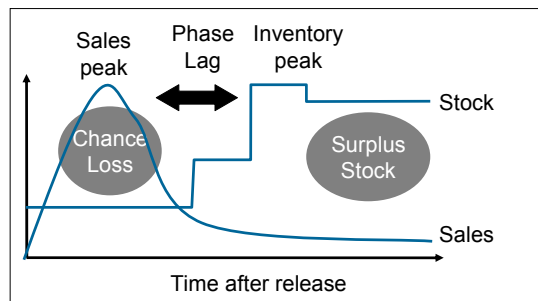 Sales
peak
Phase
Lag
Inventory
peak
Chance
Loss
Stock
Surplus
Stock
Sales
Time after release